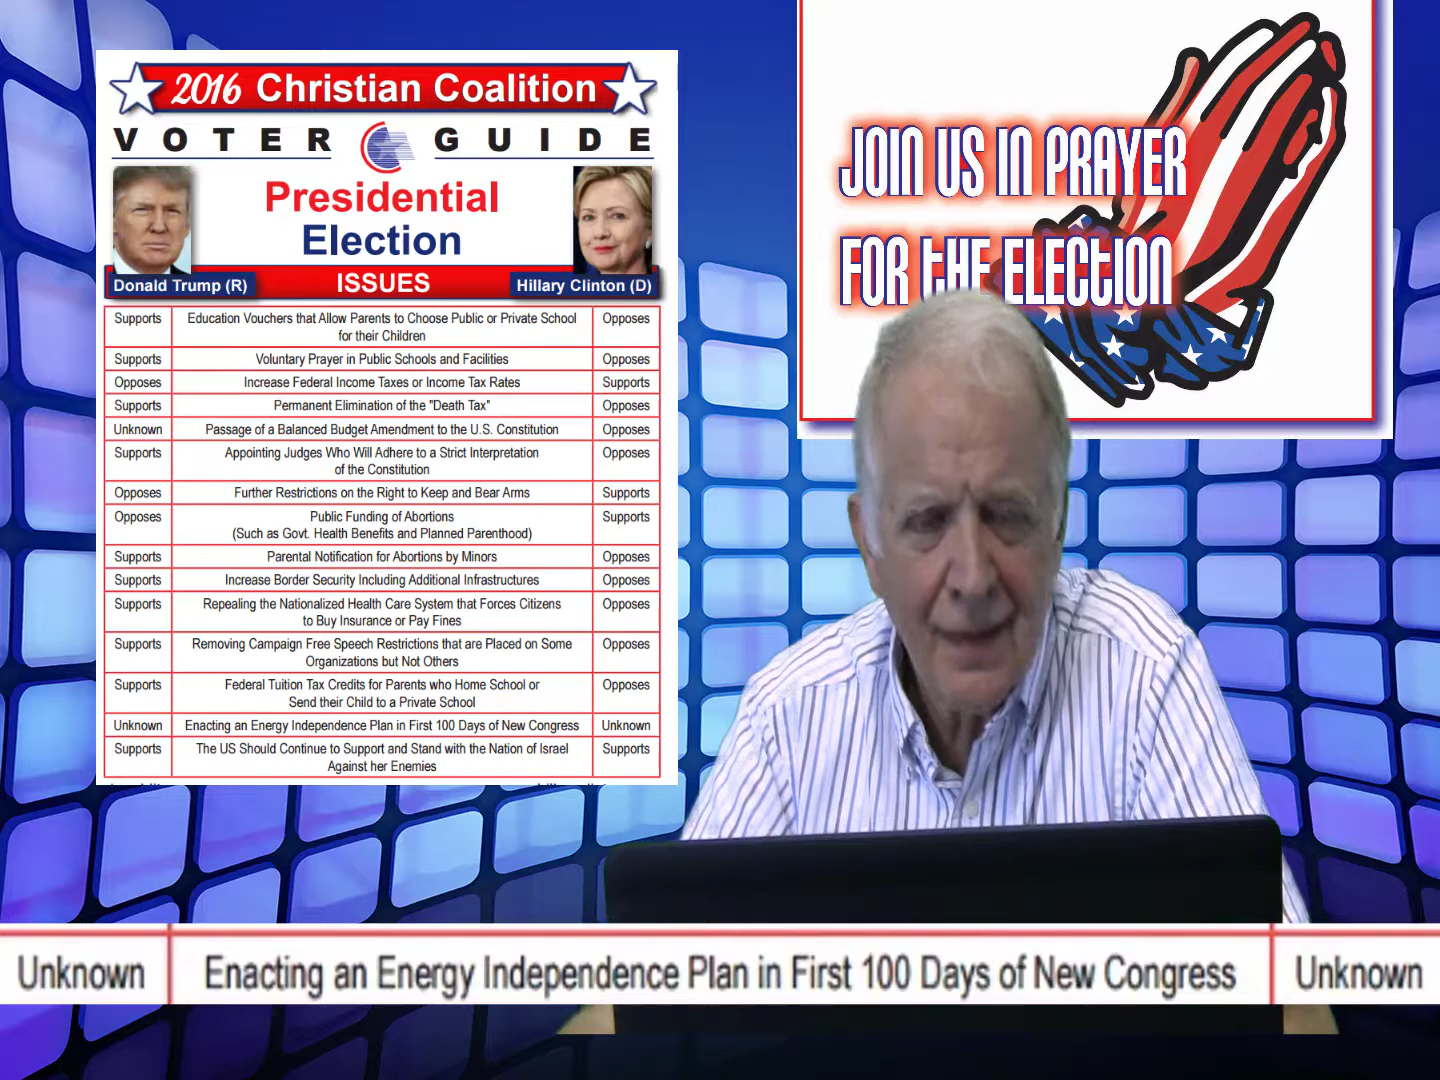 2016 Christian Coalition
VOTER GUIDE
Presidential
Election
Donald Trump (R) ISSUES Hillary Clinton (D)
Supports Education Vouchers that Allow Parents to Choose Public or Private School Opposes
for their Children
Supports Voluntary Prayer in Public Schools and Facilities Opposes
Opposes Increase Federal Income Taxes or Income Tax Rates Supports
Supports Permanent Elimination of the "Death Tax" Opposes
Unknown Passage of a Balanced Budget Amendment to the U.S. Constitution Opposes
Supports Appointing Judges Who Will Adhere to a Strict Interpretation Opposes
of the Constitution
Opposes Further Restrictions on the Right to Keep and Bear Arms Supports
Opposes Public Funding of Abortions Supports
(Such as Govt. Health Benefits and Planned Parenthood)
Supports Parental Notification for Abortions by Minors Opposes
Supports Increase Border Security Including Additional Infrastructures Opposes
Supports Repealing the Nationalized Health Care System that Forces Citizens Opposes
to Buy Insurance or Pay Fines
Supports Removing Campaign Free Speech Restrictions that are Placed on Some Opposes
Organizations but Not Others
Supports Federal Tuition Tax Credits for Parents who Home School or Opposes
Send their Child to a Private School
Unknown Enacting an Energy Independence Plan in First 100 Days of New Congress Unknown
Supports The US Should Continue to Support and Stand with the Nation of Israel Supports
Against her Enemies
JOIN US IN PRAYER
FOR THE ELECTION
Unknown Enacting an Energy Independence Plan in First 100 Days of New Congress Unknown